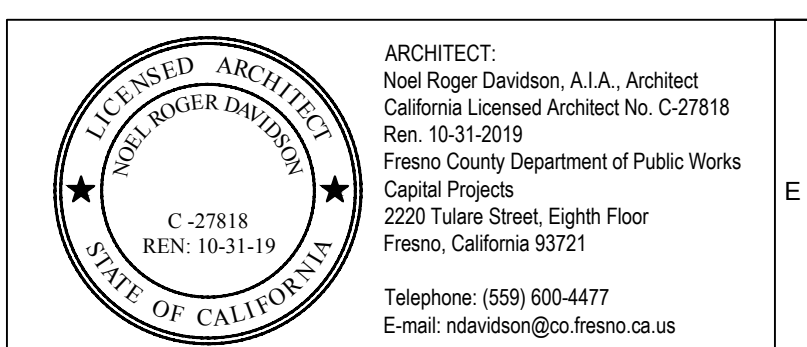 LICENSED ARCHITECT
NOEL ROGER DAVIDSON
C -27818
REN: 10-31-19
STATE OF CALIFORNIA
ARCHITECT:
Noel Roger Davidson, A.I.A., Architect
California Licensed Architect No. C-27818
Ren. 10-31-2019
Fresno County Department of Public Works
Capital Projects
2220 Tulare Street, Eighth Floor
Fresno, California 93721
Telephone: (559) 600-4477
E-mail: ndavidson@co.fresno.ca.us
E